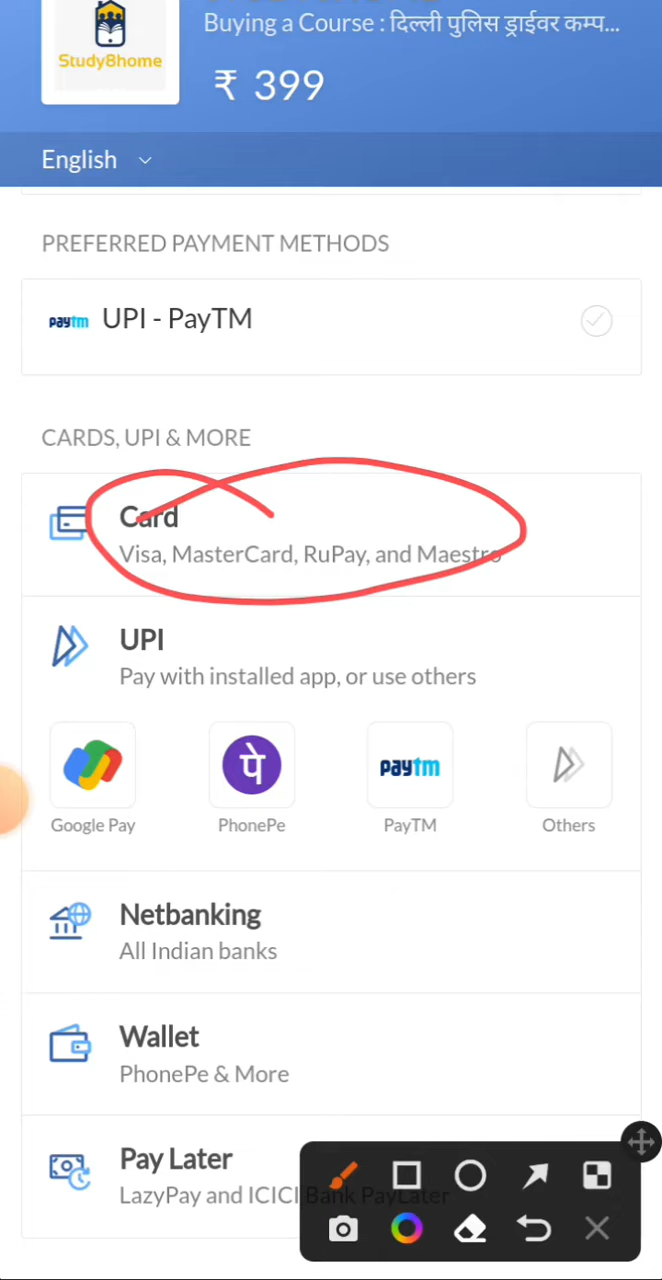 StudyBhome
Buying a Course : दिल्ली पुलिस ड्राईवर कम्प...
₹ 399
English
PREFERRED PAYMENT METHODS
paytm UPI - PayTM
CARDS, UPI & MORE
Card
Visa, MasterCard, RuPay, and Maestro
UPI
Pay with installed app, or use others
पे
paytm
Google Pay
PhonePe
PayTM
Others
Netbanking
All Indian banks
Wallet
PhonePe & More
Pay Later
LazyPay and ICICI Bank PayLater